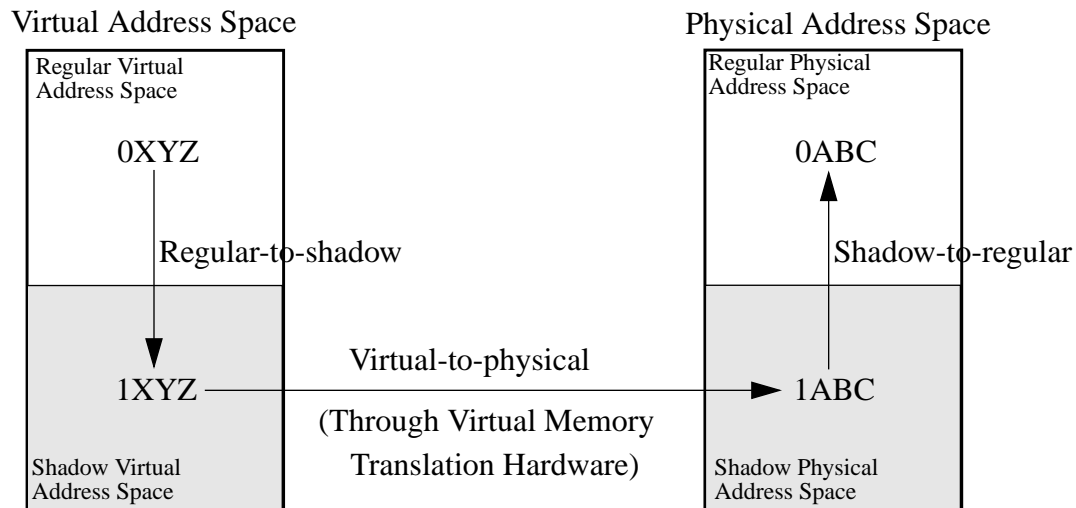 Virtual Address Space
Regular Virtual
Address Space
0XYZ
Regular-to-shadow
1XYZ
Shadow Virtual
Address Space
Virtual-to-physical
(Through Virtual Memory
Translation Hardware)
Physical Address Space
Regular Physical
Address Space
0ABC
Shadow-to-regular
1ABC
Shadow Physical
Address Space